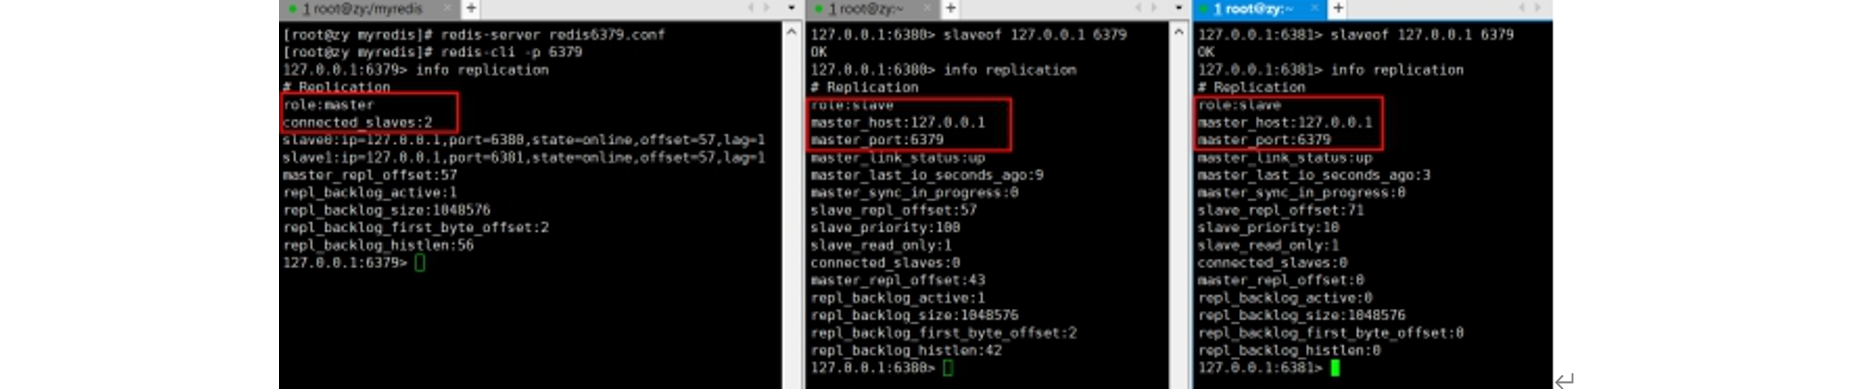 1 root@zy:/myredis × +
[root@zy myredis]# redis-server redis6379.conf
[root@zy myredis]# redis-cli -p 6379
127.0.0.1:6379> info replication
# Replication
role:master
connected_slaves:2
slave0:ip=127.0.0.1,port=6380,state=online,offset=57,lag=1
slave1:ip=127.0.0.1,port=6381,state=online,offset=57,lag=1
master_repl_offset:57
repl_backlog_active:1
repl_backlog_size:1048576
repl_backlog_first_byte_offset:2
repl_backlog_histlen:56
127.0.0.1:6379>
1 root@zy:~ × +
127.0.0.1:6380> slaveof 127.0.0.1 6379
OK
127.0.0.1:6380> info replication
# Replication
role:slave
master_host:127.0.0.1
master_port:6379
master_link_status:up
master_last_io_seconds_ago:9
master_sync_in_progress:0
slave_repl_offset:57
slave_priority:100
slave_read_only:1
connected_slaves:0
master_repl_offset:43
repl_backlog_active:1
repl_backlog_size:1048576
repl_backlog_first_byte_offset:2
repl_backlog_histlen:42
127.0.0.1:6380>
1 root@zy:~ × +
127.0.0.1:6381> slaveof 127.0.0.1 6379
OK
127.0.0.1:6381> info replication
# Replication
role:slave
master_host:127.0.0.1
master_port:6379
master_link_status:up
master_last_io_seconds_ago:3
master_sync_in_progress:0
slave_repl_offset:71
slave_priority:10
slave_read_only:1
connected_slaves:0
master_repl_offset:0
repl_backlog_active:0
repl_backlog_size:1048576
repl_backlog_first_byte_offset:0
repl_backlog_histlen:0
127.0.0.1:6381>